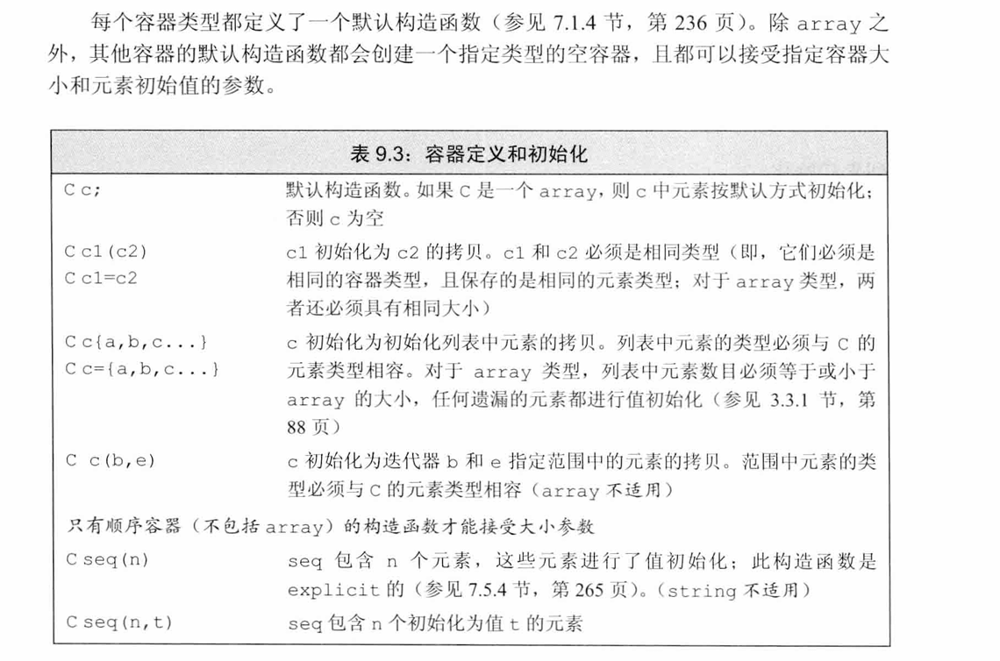 每个容器类型都定义了一个默认构造函数（参见 7.1.4 节，第 236 页）。除 array 之
外，其他容器的默认构造函数都会创建一个指定类型的空容器，且都可以接受指定容器大
小和元素初始值的参数。
表 9.3：容器定义和初始化
C c; 默认构造函数。如果 C 是一个 array，则 c 中元素按默认方式初始化；
否则 c 为空
C c1(c2) c1 初始化为 c2 的拷贝。c1 和 c2 必须是相同类型（即，它们必须是
C c1=c2 相同的容器类型，且保存的是相同的元素类型；对于 array 类型，两
者还必须具有相同大小）
C c{a,b,c...} c 初始化为初始化列表中元素的拷贝。列表中元素的类型必须与 C 的
C c={a,b,c...} 元素类型相容。对于 array 类型，列表中元素数目必须等于或小于
array 的大小，任何遗漏的元素都进行值初始化（参见 3.3.1 节，第
88 页）
C c(b,e) c 初始化为迭代器 b 和 e 指定范围中的元素的拷贝。范围中元素的类
型必须与 C 的元素类型相容（array 不适用）
只有顺序容器（不包括 array）的构造函数才能接受大小参数
C seq(n) seq 包含 n 个元素，这些元素进行了值初始化；此构造函数是
explicit 的（参见 7.5.4 节，第 265 页）。（string 不适用）
C seq(n,t) seq 包含 n 个初始化为值 t 的元素